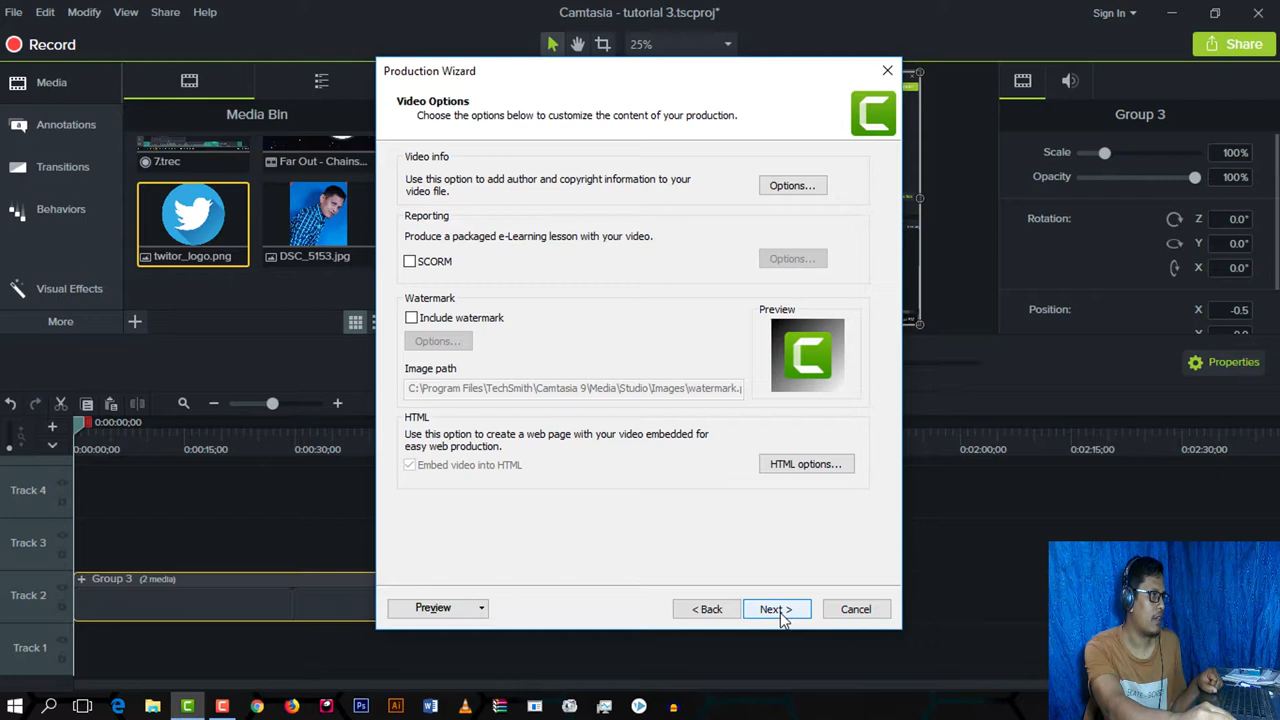 File Edit Modify View Share Help
Camtasia - tutorial 3.tscproj*
Sign In
Record
25%
Share
Media
Annotations
Transitions
Behaviors
Visual Effects
More
Media Bin
7.trec
Far Out - Chains...
twitor_logo.png
DSC_5153.jpg
Production Wizard
Video Options
Choose the options below to customize the content of your production.
Video info
Use this option to add author and copyright information to your
video file.
Options...
Reporting
Produce a packaged e-Learning lesson with your video.
SCORM
Options...
Watermark
Include watermark
Options...
Preview
Image path
C:\Program Files\TechSmith\Camtasia 9\Media\Studio\Images\watermark.
HTML
Use this option to create a web page with your video embedded for
easy web production.
Embed video into HTML
HTML options...
Preview
< Back
Next >
Cancel
Group 3
Scale 100%
Opacity 100%
Rotation: Z 0.0°
Y 0.0°
X 0.0°
Position: X -0.5
Properties
0:00:00;00
0:00:00;00 0:00:15;00 0:00:30;00 0:02:00;00 0:02:15;00 0:02:30;00
Track 4
Track 3
Track 2
Group 3 (2 media)
Track 1